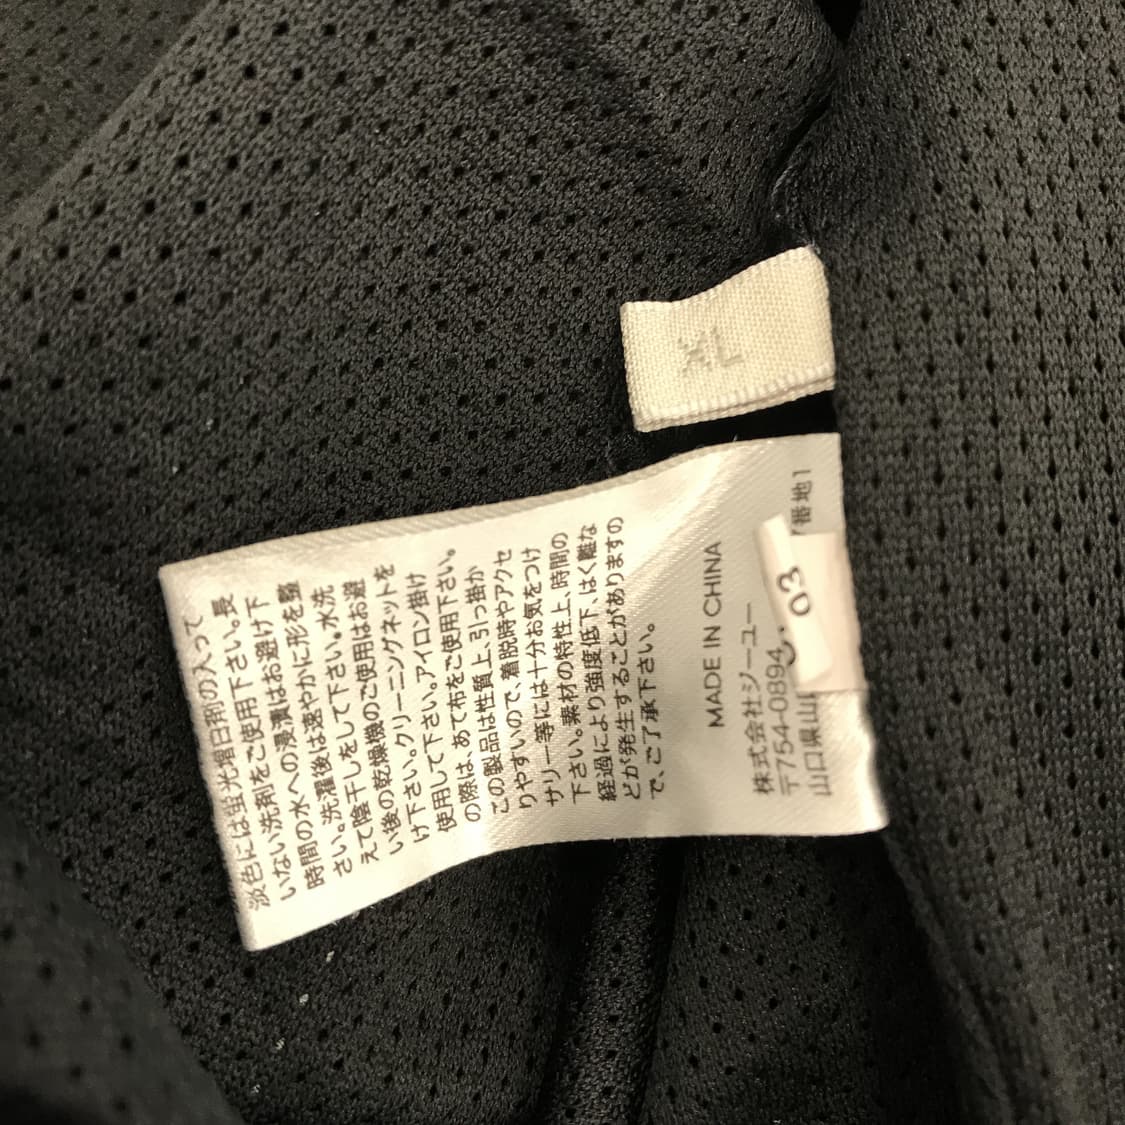 XL
淡色には蛍光増白剤の入って
いない洗剤をご使用下さい。長
時間の水への浸漬はお避け下
さい。洗濯後は速やかに形を整
えて陰干しをして下さい。水洗
い後の乾燥機のご使用はお避
け下さい。クリーニングネットを
使用して下さい。アイロン掛け
の際は、あて布をご使用下さい。
この製品は性質上、引っ掛か
りやすいので、着脱時やアクセ
サリー等には十分お気をつけ
下さい。素材の特性上、時間の
経過により強度低下、はく離な
どが発生することがありますの
で、ご了承下さい。
MADE IN CHINA
株式会社ジーユー
〒754-0894
山口県山
番地1
03